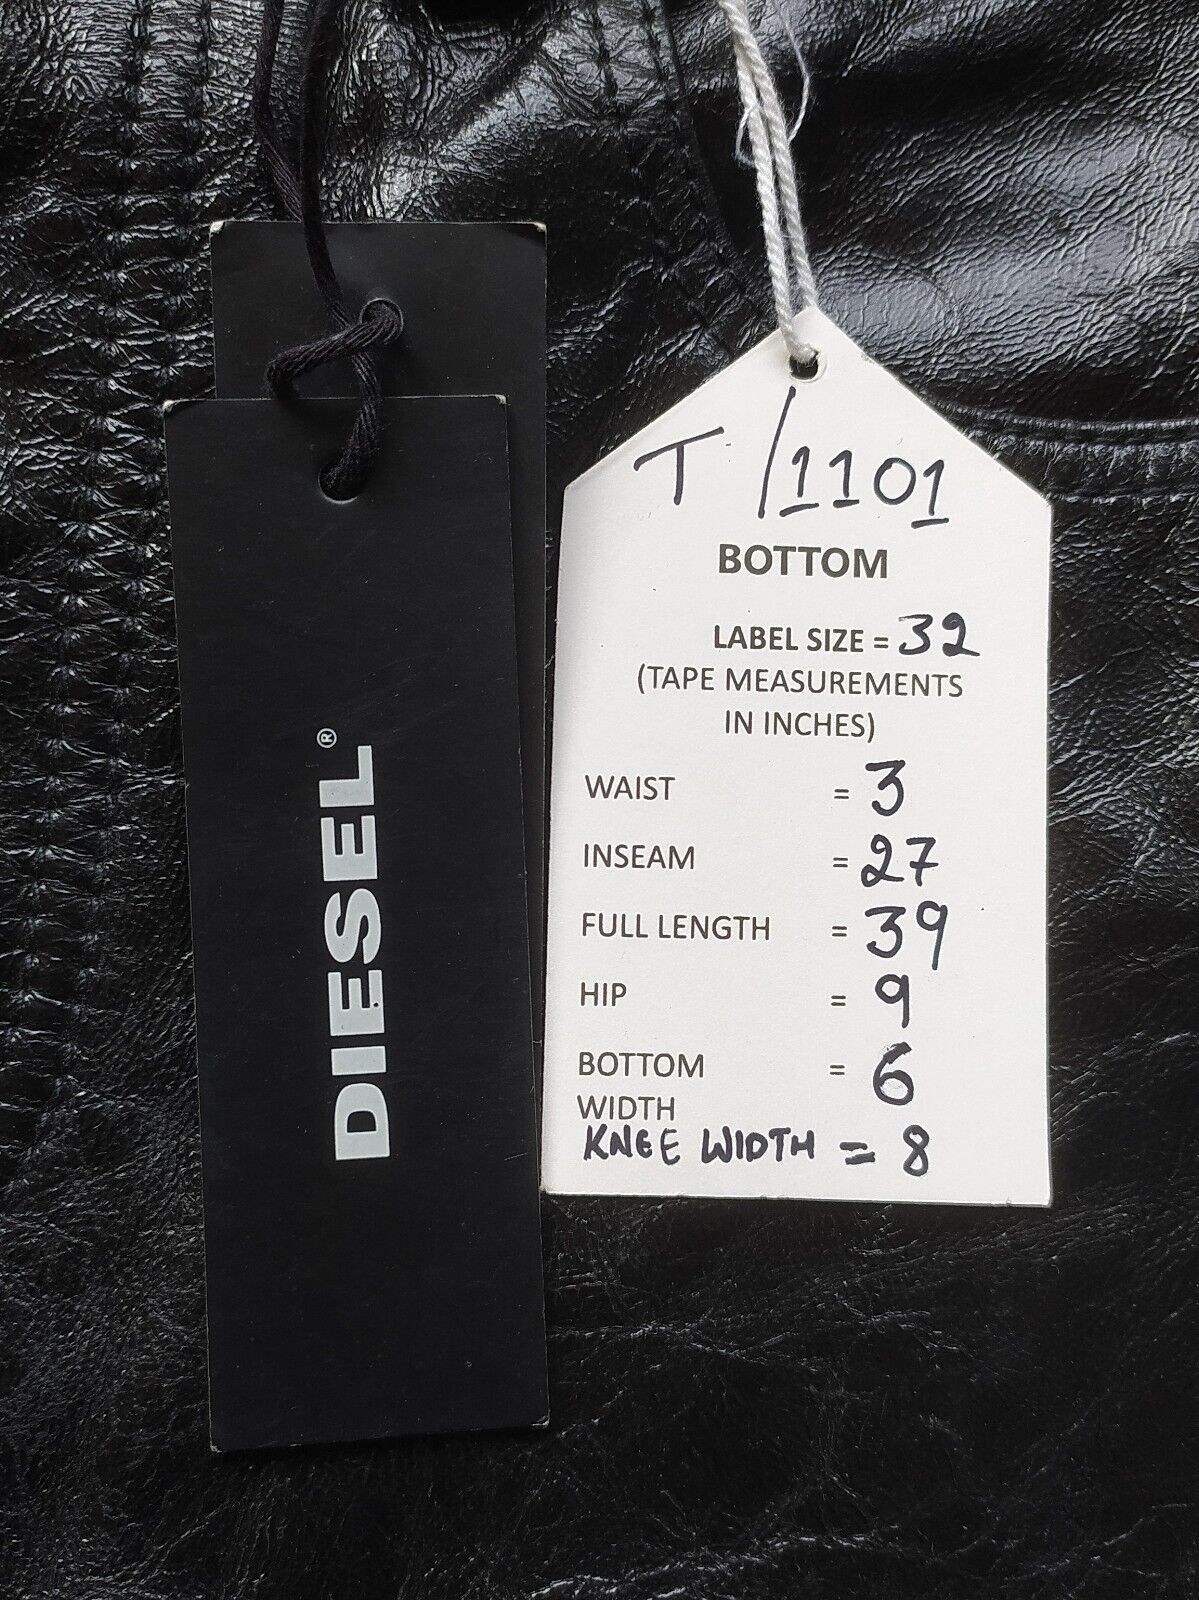 DIESEL®
T/1101
BOTTOM
LABEL SIZE = 32
(TAPE MEASUREMENTS
IN INCHES)
WAIST = 3
INSEAM = 27
FULL LENGTH = 39
HIP = 9
BOTTOM = 6
WIDTH
KNEE WIDTH = 8